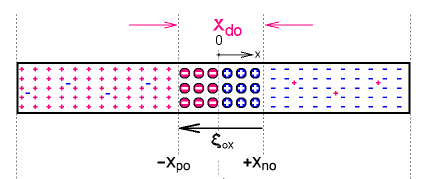 x_do
0
x
ξ_ox
−x_po +x_no